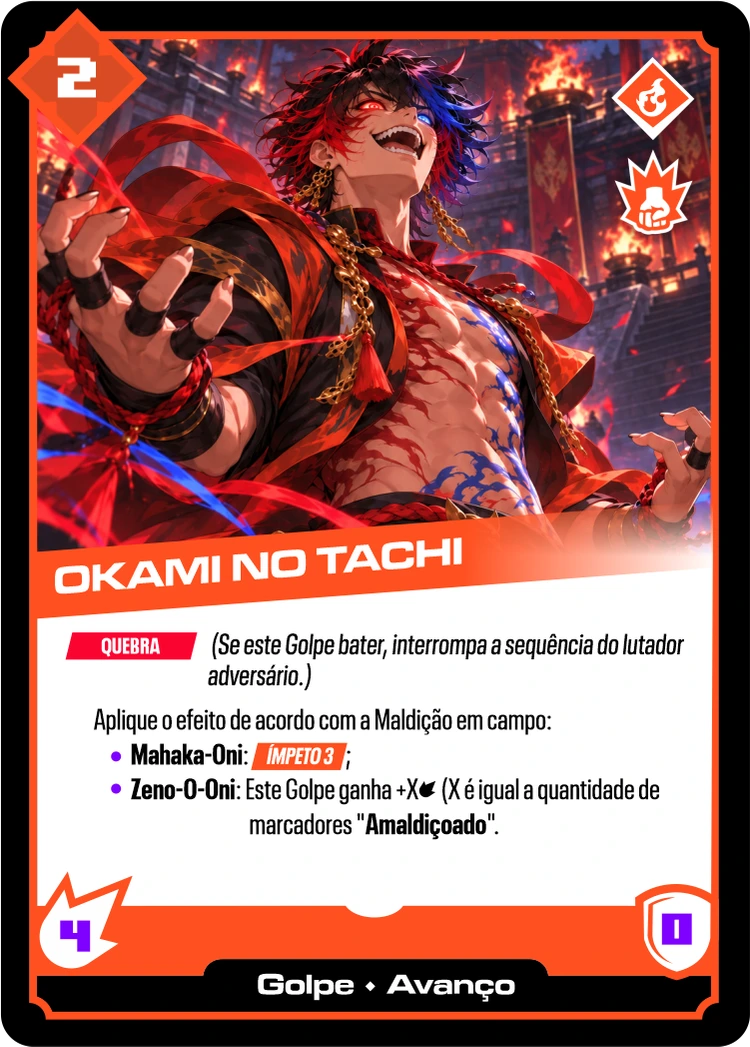 2
OKAMI NO TACHI
QUEBRA (Se este Golpe bater, interrompa a sequência do lutador
adversário.)
Aplique o efeito de acordo com a Maldição em campo:
• Mahaka-Oni: ÍMPETO 3;
• Zeno-O-Oni: Este Golpe ganha +X (X é igual a quantidade de
marcadores "Amaldiçoado".
4
0
Golpe • Avanço